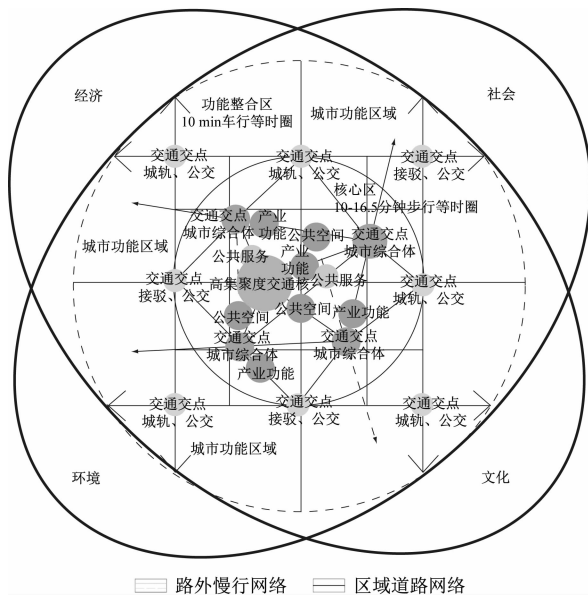 经济
社会
功能整合区
10 min车行等时圈
城市功能区域
交通交点
城轨、公交
交通交点
城轨、公交
交通交点
接驳、公交
核心区
10-16.5分钟步行等时圈
交通交点
城市综合体
产业
功能
公共空间
交通交点
城市综合体
城市功能区域
公共服务
产业
功能
公共服务
交通交点
接驳、公交
高集聚度交通核
交通交点
城轨、公交
公共空间
公共空间
产业功能
交通交点
城市综合体
交通交点
城市综合体
产业功能
交通交点
城轨、公交
交通交点
接驳、公交
交通交点
城轨、公交
城市功能区域
环境
文化
路外慢行网络
区域道路网络